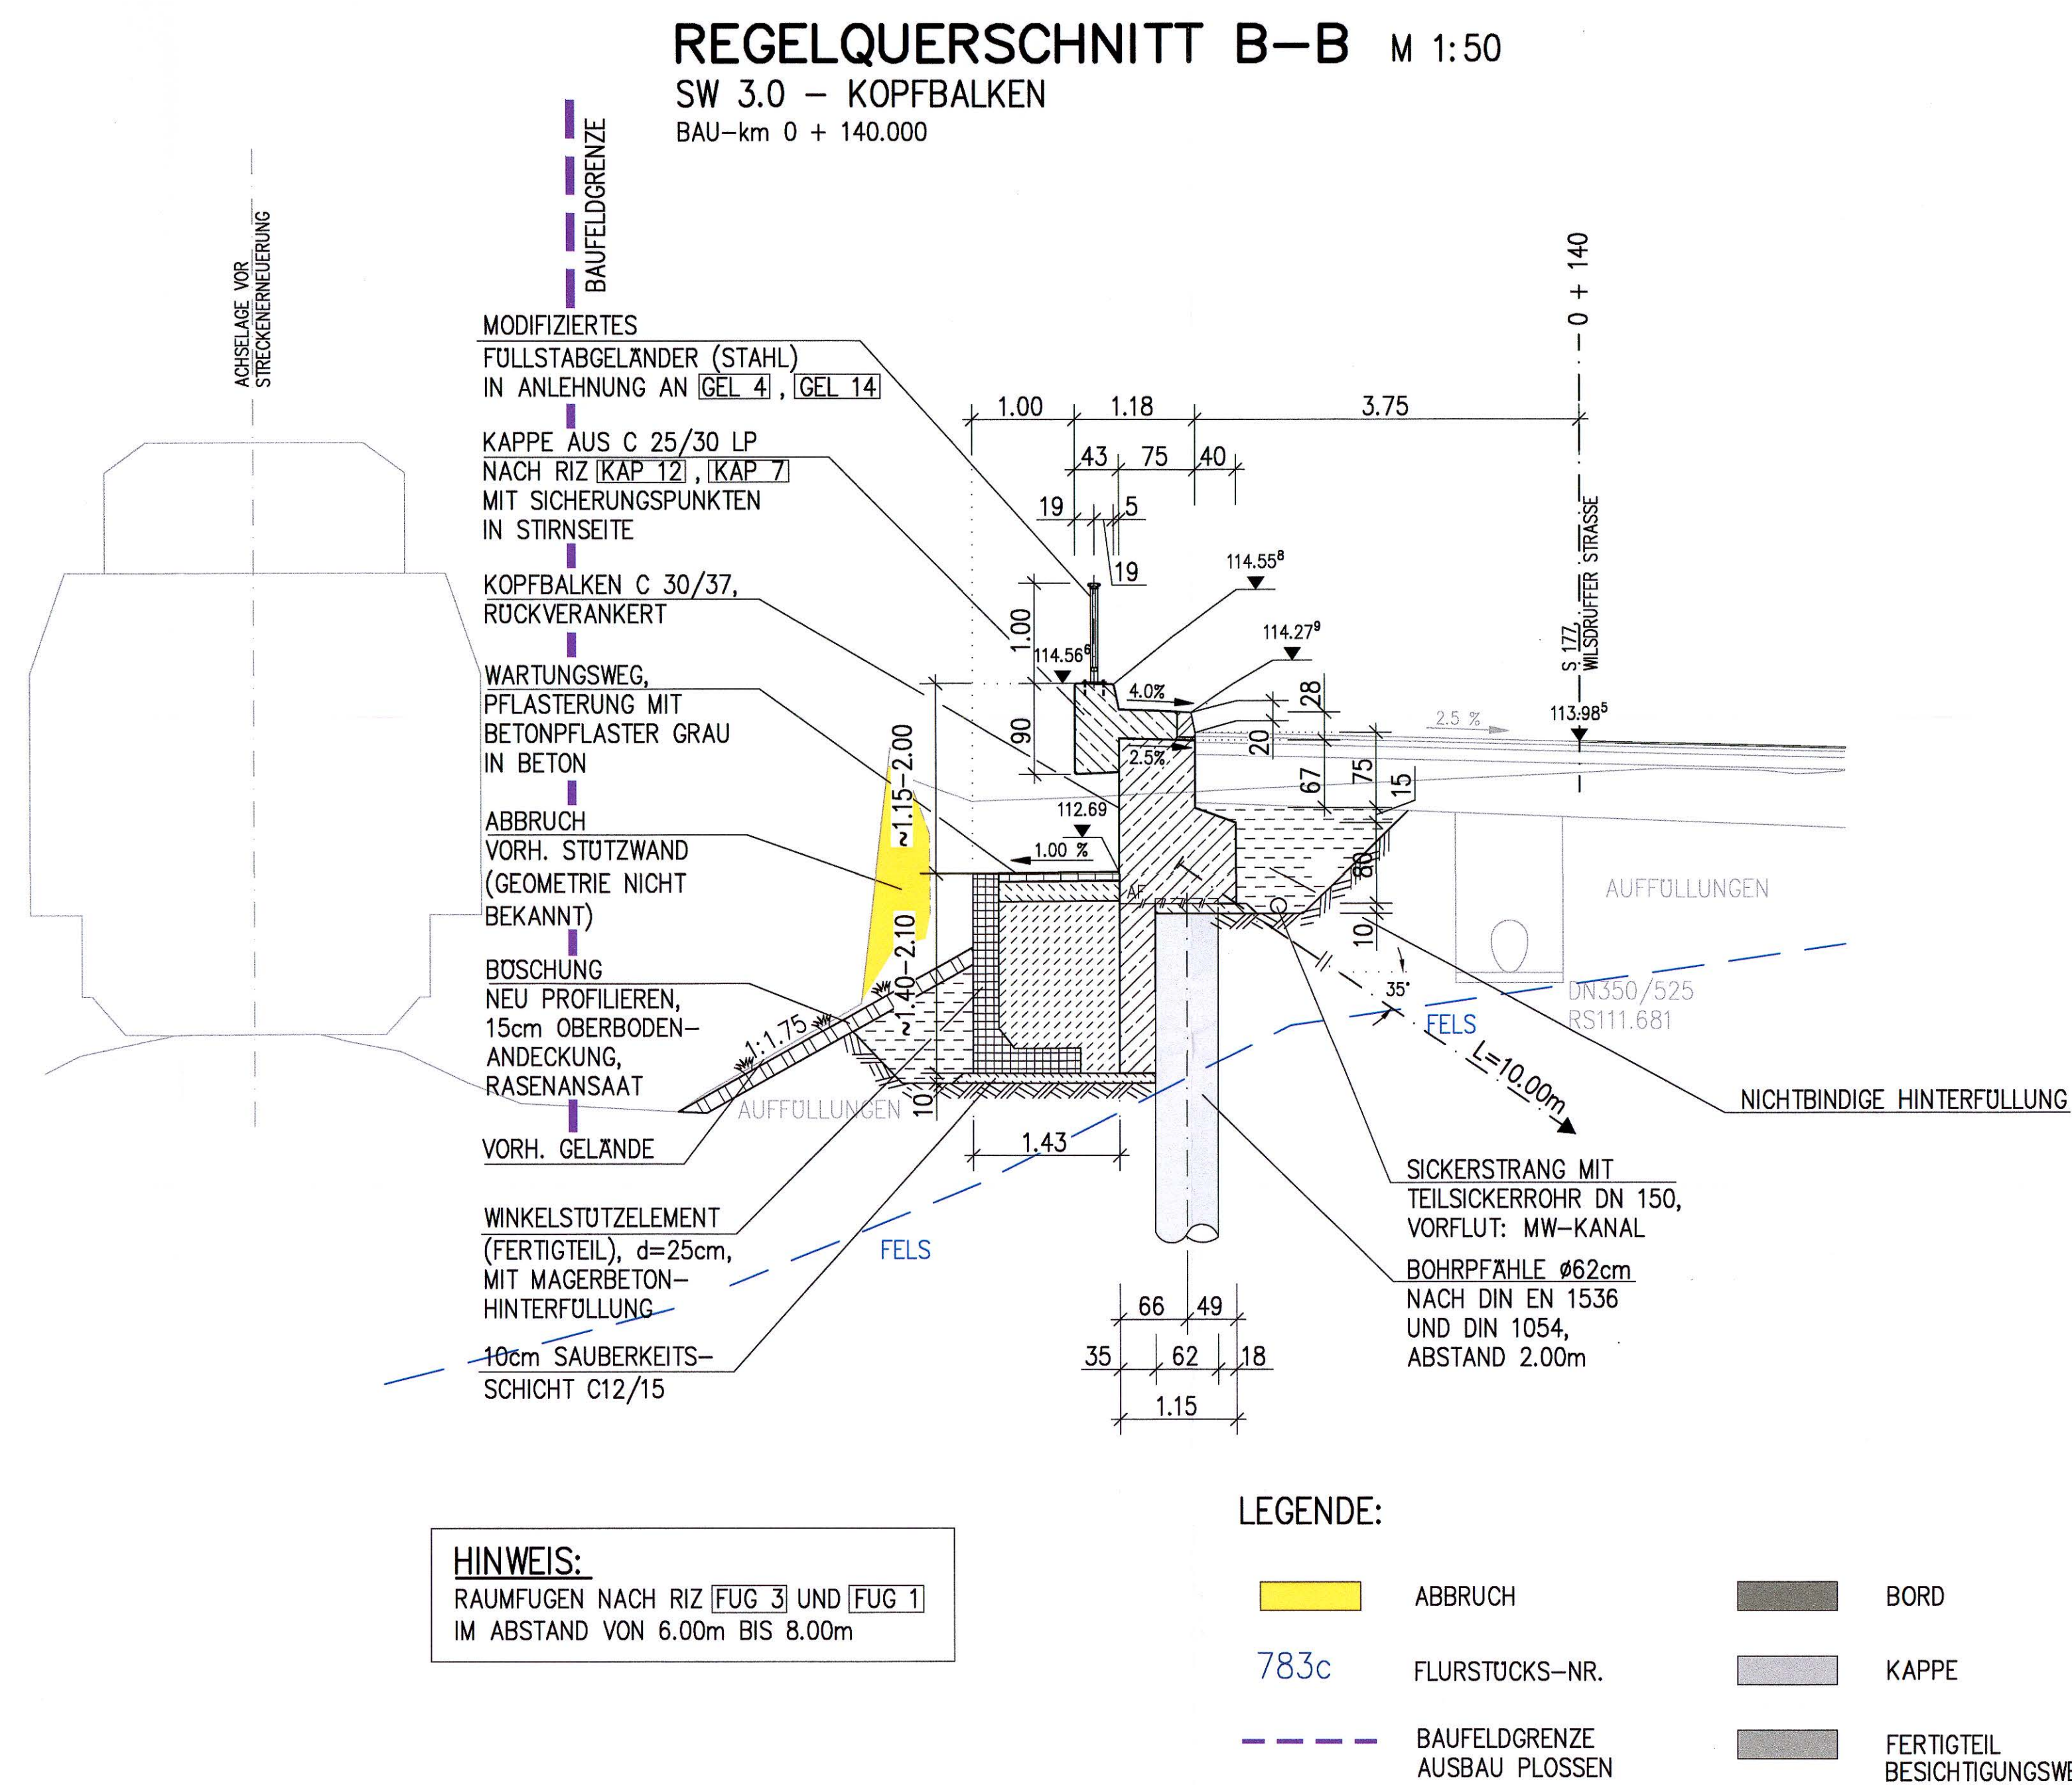 REGELQUERSCHNITT B-B M 1:50
SW 3.0 - KOPFBALKEN
BAU-km 0 + 140.000
BAUFELDGRENZE
ACHSELAGE VOR
STRECKENERNEUERUNG
MODIFIZIERTES
FÜLLSTABGELÄNDER (STAHL)
IN ANLEHNUNG AN GEL 4 , GEL 14
KAPPE AUS C 25/30 LP
NACH RIZ KAP 12 , KAP 7
MIT SICHERUNGSPUNKTEN
IN STIRNSEITE
KOPFBALKEN C 30/37,
RÜCKVERANKERT
WARTUNGSWEG,
PFLASTERUNG MIT
BETONPFLASTER GRAU
IN BETON
ABBRUCH
VORH. STÜTZWAND
(GEOMETRIE NICHT
BEKANNT)
BÖSCHUNG
NEU PROFILIEREN,
15cm OBERBODEN-
ANDECKUNG,
RASENANSAAT
VORH. GELÄNDE
WINKELSTÜTZELEMENT
(FERTIGTEIL), d=25cm,
MIT MAGERBETON-
HINTERFÜLLUNG
10cm SAUBERKEITS-
SCHICHT C12/15
1.00 1.18 3.75
43 75 40
19 5
19
0 + 140
S 177,
WILSDRUFFER STRASSE
114.55⁸
114.27⁹
114.56⁶
113.98⁵
1.00
90
4.0%
2.5%
2.5 %
28
20
67
75
15
80
10
112.69
1.00 %
~1.15-2.00
~1.40-2.10
10
AF
1:1.75
AUFFÜLLUNGEN
AUFFÜLLUNGEN
1.43
FELS
FELS
35°
L=10.00m
DN350/525
RS111.681
NICHTBINDIGE HINTERFÜLLUNG
SICKERSTRANG MIT
TEILSICKERROHR DN 150,
VORFLUT: MW-KANAL
BOHRPFÄHLE ø62cm
NACH DIN EN 1536
UND DIN 1054,
ABSTAND 2.00m
66 49
35 62 18
1.15
HINWEIS:
RAUMFUGEN NACH RIZ FUG 3 UND FUG 1
IM ABSTAND VON 6.00m BIS 8.00m
LEGENDE:
ABBRUCH
783c FLURSTÜCKS-NR.
BAUFELDGRENZE
AUSBAU PLOSSEN
BORD
KAPPE
FERTIGTEIL
BESICHTIGUNGSWE